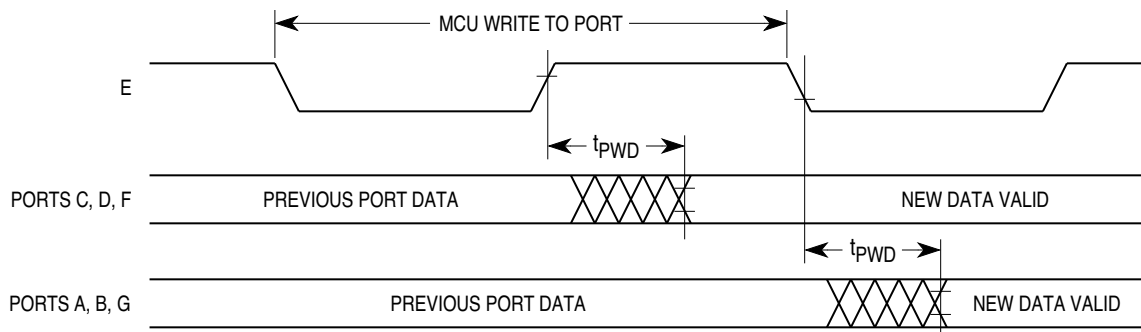 MCU WRITE TO PORT
E
tPWD
PORTS C, D, F
PREVIOUS PORT DATA
NEW DATA VALID
tPWD
PORTS A, B, G
PREVIOUS PORT DATA
NEW DATA VALID